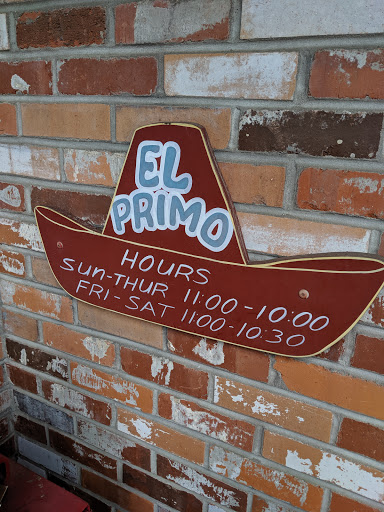 EL
PRIMO
HOURS
SUN-THUR 11:00-10:00
FRI-SAT 11:00-10:30